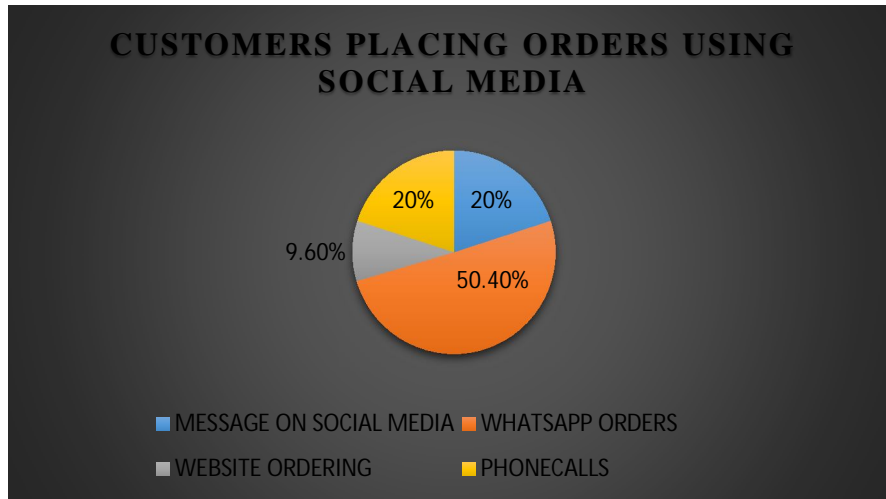 CUSTOMERS PLACING ORDERS USING
SOCIAL MEDIA
20%
20%
9.60%
50.40%
MESSAGE ON SOCIAL MEDIA
WHATSAPP ORDERS
WEBSITE ORDERING
PHONECALLS